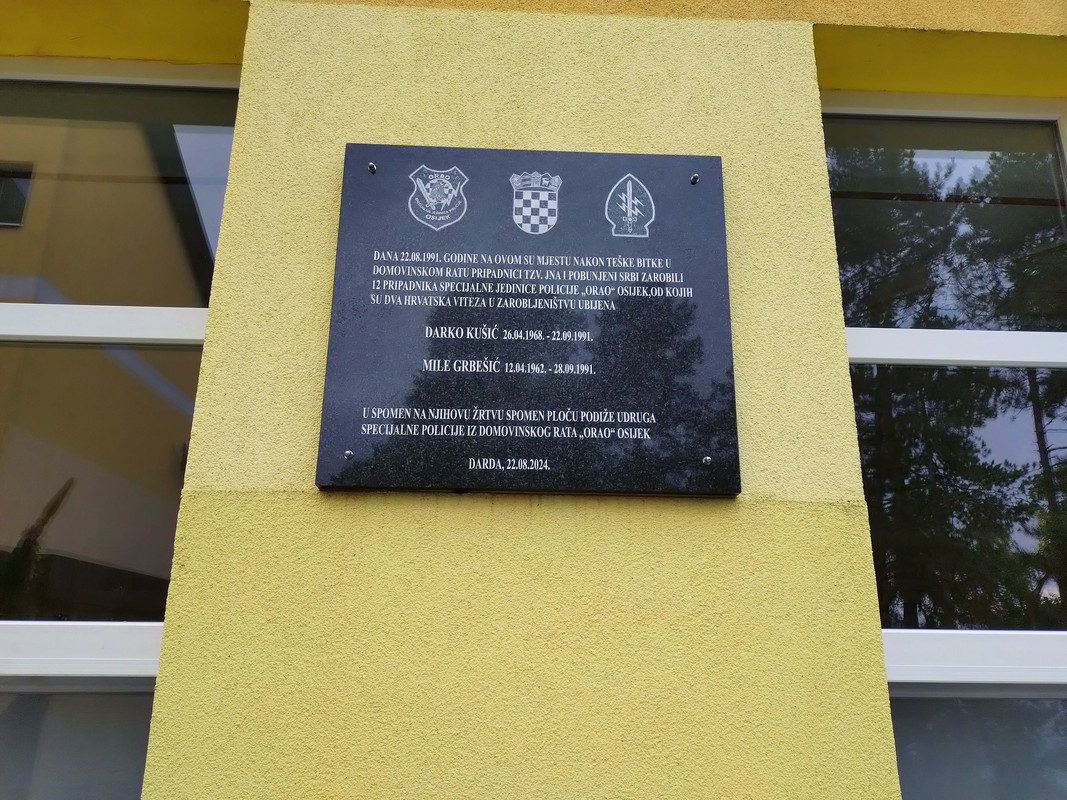 ORAO
OSIJEK
DANA 22.08.1991. GODINE NA OVOM SU MJESTU NAKON TEŠKE BITKE U
DOMOVINSKOM RATU PRIPADNICI TZV. JNA I POBUNJENI SRBI ZAROBILI
12 PRIPADNIKA SPECIJALNE JEDINICE POLICIJE „ORAO“ OSIJEK,OD KOJIH
SU DVA HRVATSKA VITEZA U ZAROBLJENIŠTVU UBIJENA
DARKO KUŠIĆ 26.04.1968. - 22.09.1991.
MILE GRBEŠIĆ 12.04.1962. - 28.09.1991.
U SPOMEN NA NJIHOVU ŽRTVU SPOMEN PLOČU PODIŽE UDRUGA
SPECIJALNE POLICIJE IZ DOMOVINSKOG RATA „ORAO“ OSIJEK
DARDA, 22.08.2024.